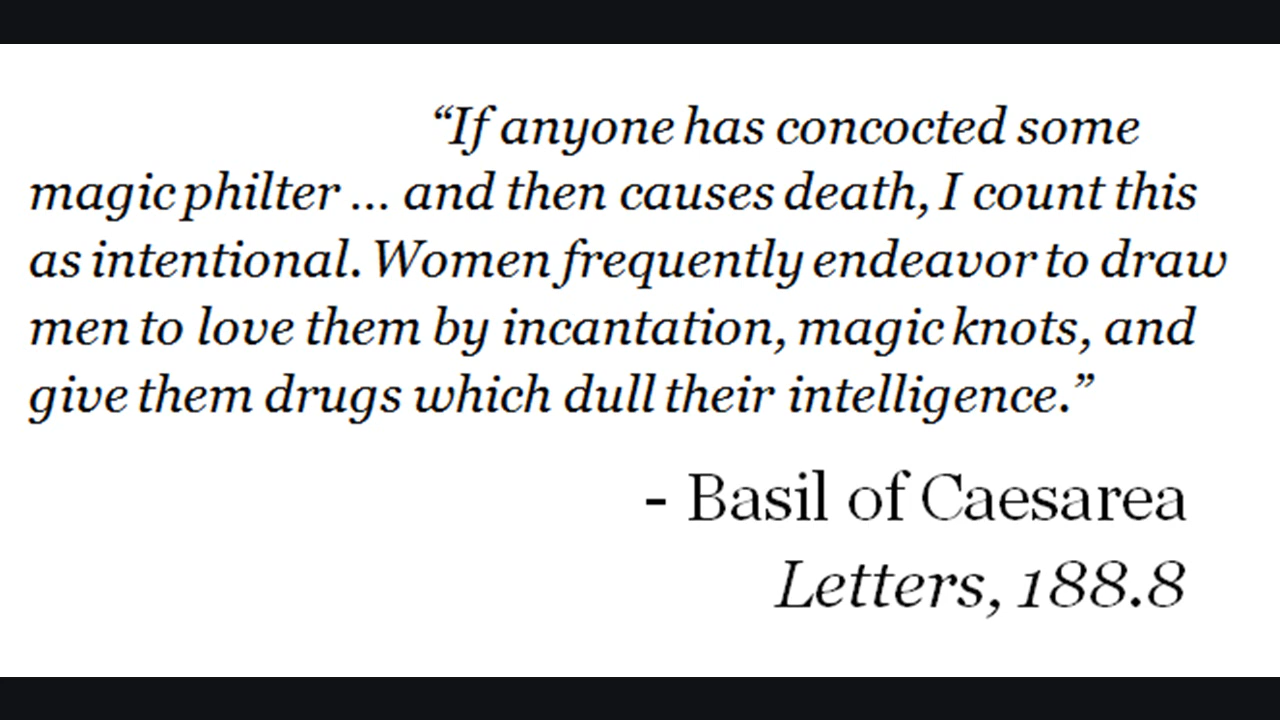 “If anyone has concocted some
magic philter ... and then causes death, I count this
as intentional. Women frequently endeavor to draw
men to love them by incantation, magic knots, and
give them drugs which dull their intelligence.”
- Basil of Caesarea
Letters, 188.8